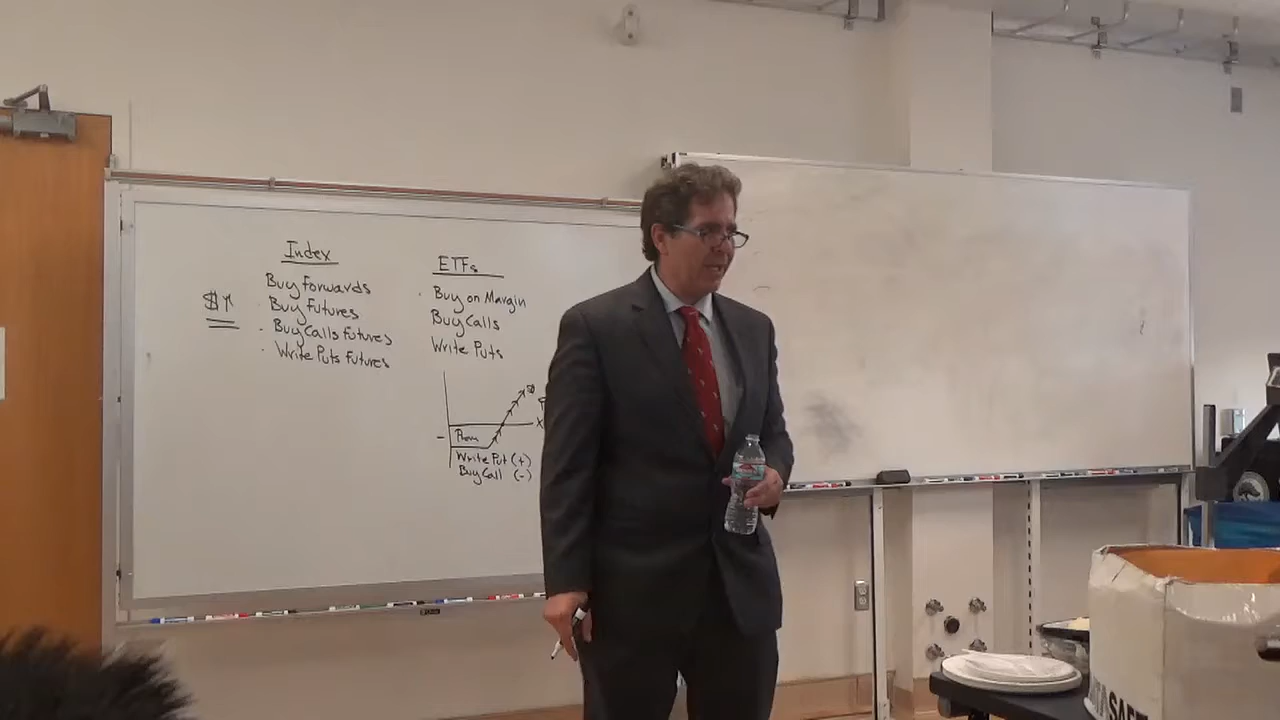 Index
Buy Forwards
Buy Futures
Buy Calls Futures
Write Puts Futures
$↑
ETFs
Buy on Margin
Buy Calls
Write Puts
Prem
X
Write Put (+)
Buy Call (-)